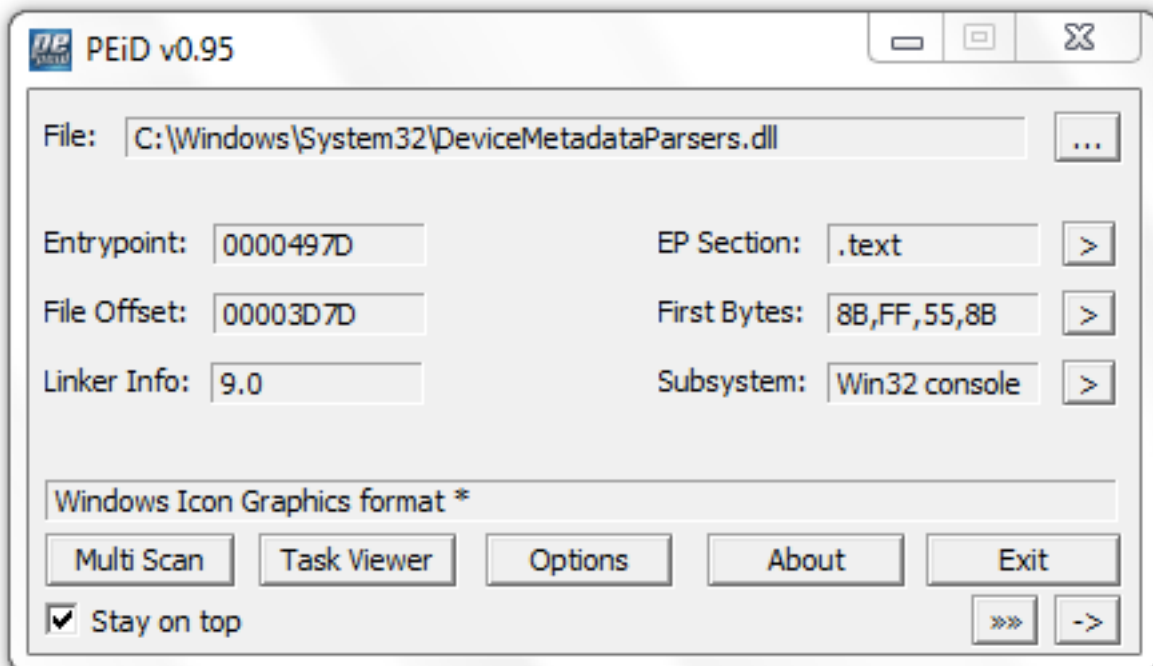 PEiD v0.95
File: C:\Windows\System32\DeviceMetadataParsers.dll ...
Entrypoint: 0000497D EP Section: .text >
File Offset: 00003D7D First Bytes: 8B,FF,55,8B >
Linker Info: 9.0 Subsystem: Win32 console >
Windows Icon Graphics format *
Multi Scan Task Viewer Options About Exit
Stay on top »» ->